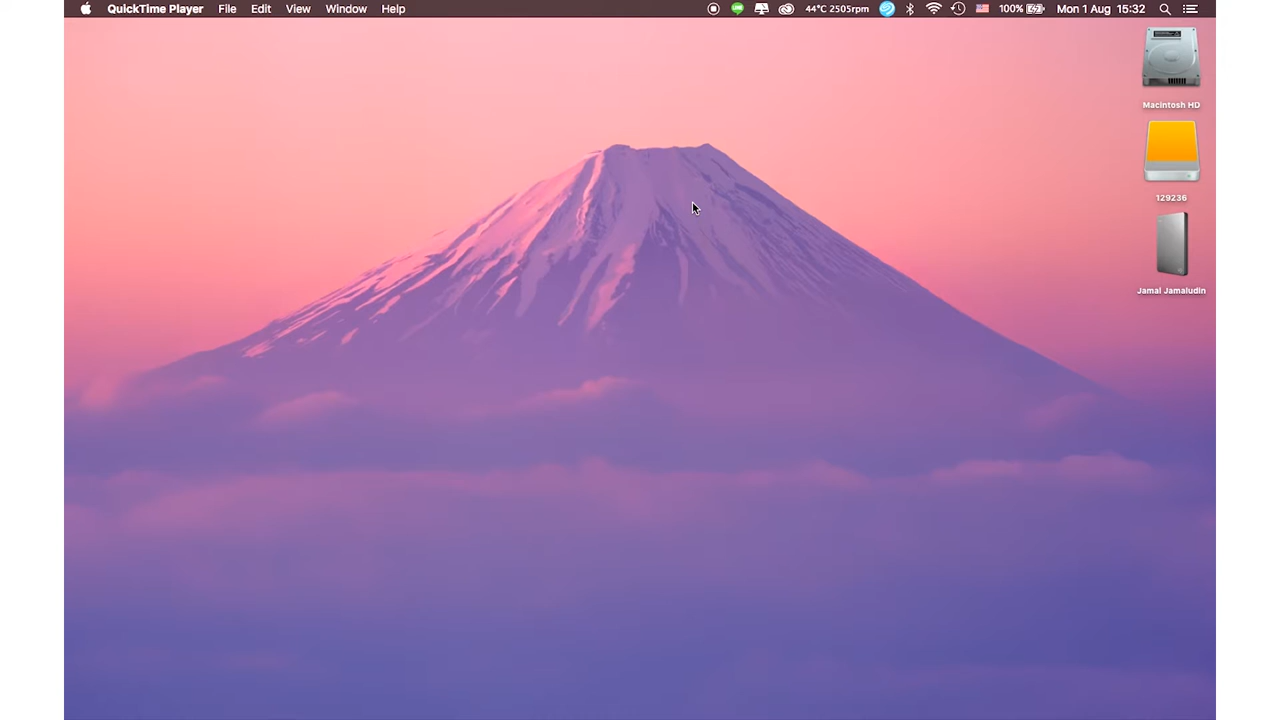 QuickTime Player File Edit View Window Help 44°C 2505rpm 100% Mon 1 Aug 15:32
Macintosh HD
129236
Jamal Jamaludin